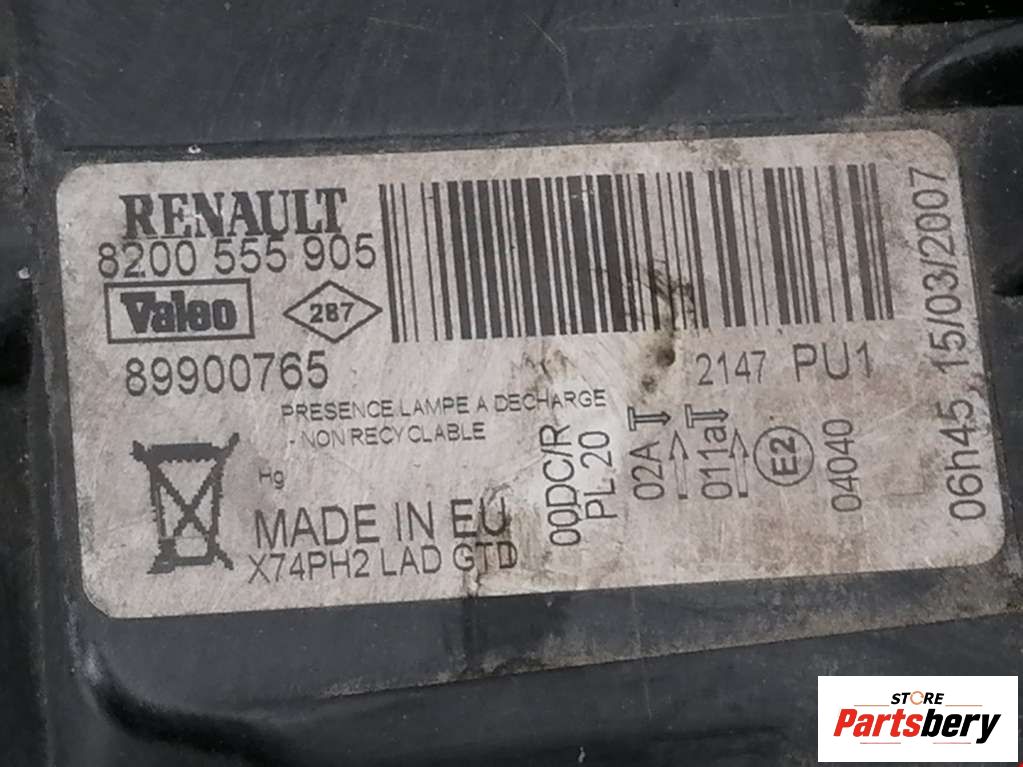 RENAULT
8200 555 905
Valeo
287
89900765
2147 PU1
PRESENCE LAMPE A DECHARGE
- NON RECYCLABLE
Hg
MADE IN EU
X74PH2 LAD GTD
00DC/R
PL 20
02A
011a
E2
04040
06h45, 15/03/2007
STORE
Partsbery